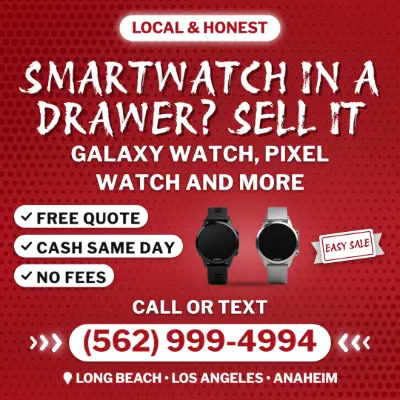 LOCAL & HONEST
SMARTWATCH IN A
DRAWER? SELL IT
GALAXY WATCH, PIXEL
WATCH AND MORE
FREE QUOTE
CASH SAME DAY
NO FEES
EASY SALE
CALL OR TEXT
(562) 999-4994
LONG BEACH • LOS ANGELES • ANAHEIM